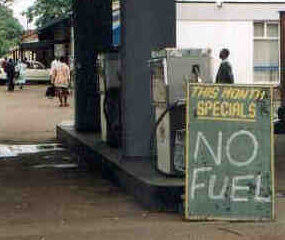 THIS MONTH
SPECIALS
NO
FUEL